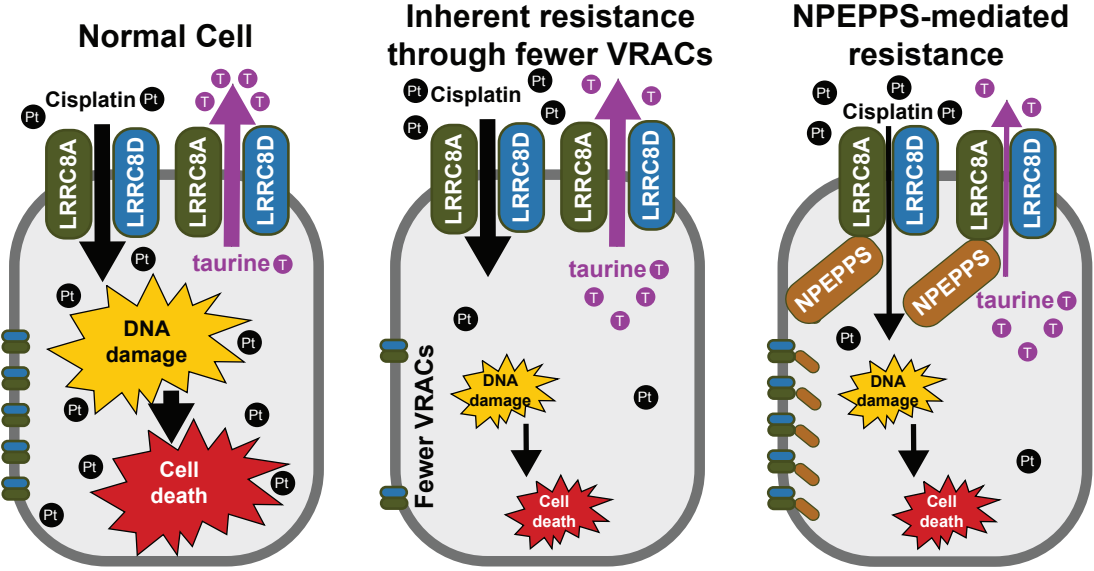 Normal Cell
Cisplatin
Pt
Pt
T
T
T
T
LRRC8A
LRRC8D
LRRC8A
LRRC8D
taurine T
Pt
Pt
DNA
damage
Pt
Pt
Pt
Cell
death
Pt
Pt
Pt
Inherent resistance
through fewer VRACs
Pt
Cisplatin
Pt
Pt
Pt
T
T
LRRC8A
LRRC8D
LRRC8A
LRRC8D
taurine T
T
T
T
Pt
Fewer VRACs
DNA
damage
Pt
Cell
death
NPEPPS-mediated
resistance
Pt
Pt
Cisplatin
Pt
Pt
T
T
LRRC8A
LRRC8D
LRRC8A
LRRC8D
NPEPPS
NPEPPS
taurine T
T
T
T
Pt
DNA
damage
Pt
Cell
death